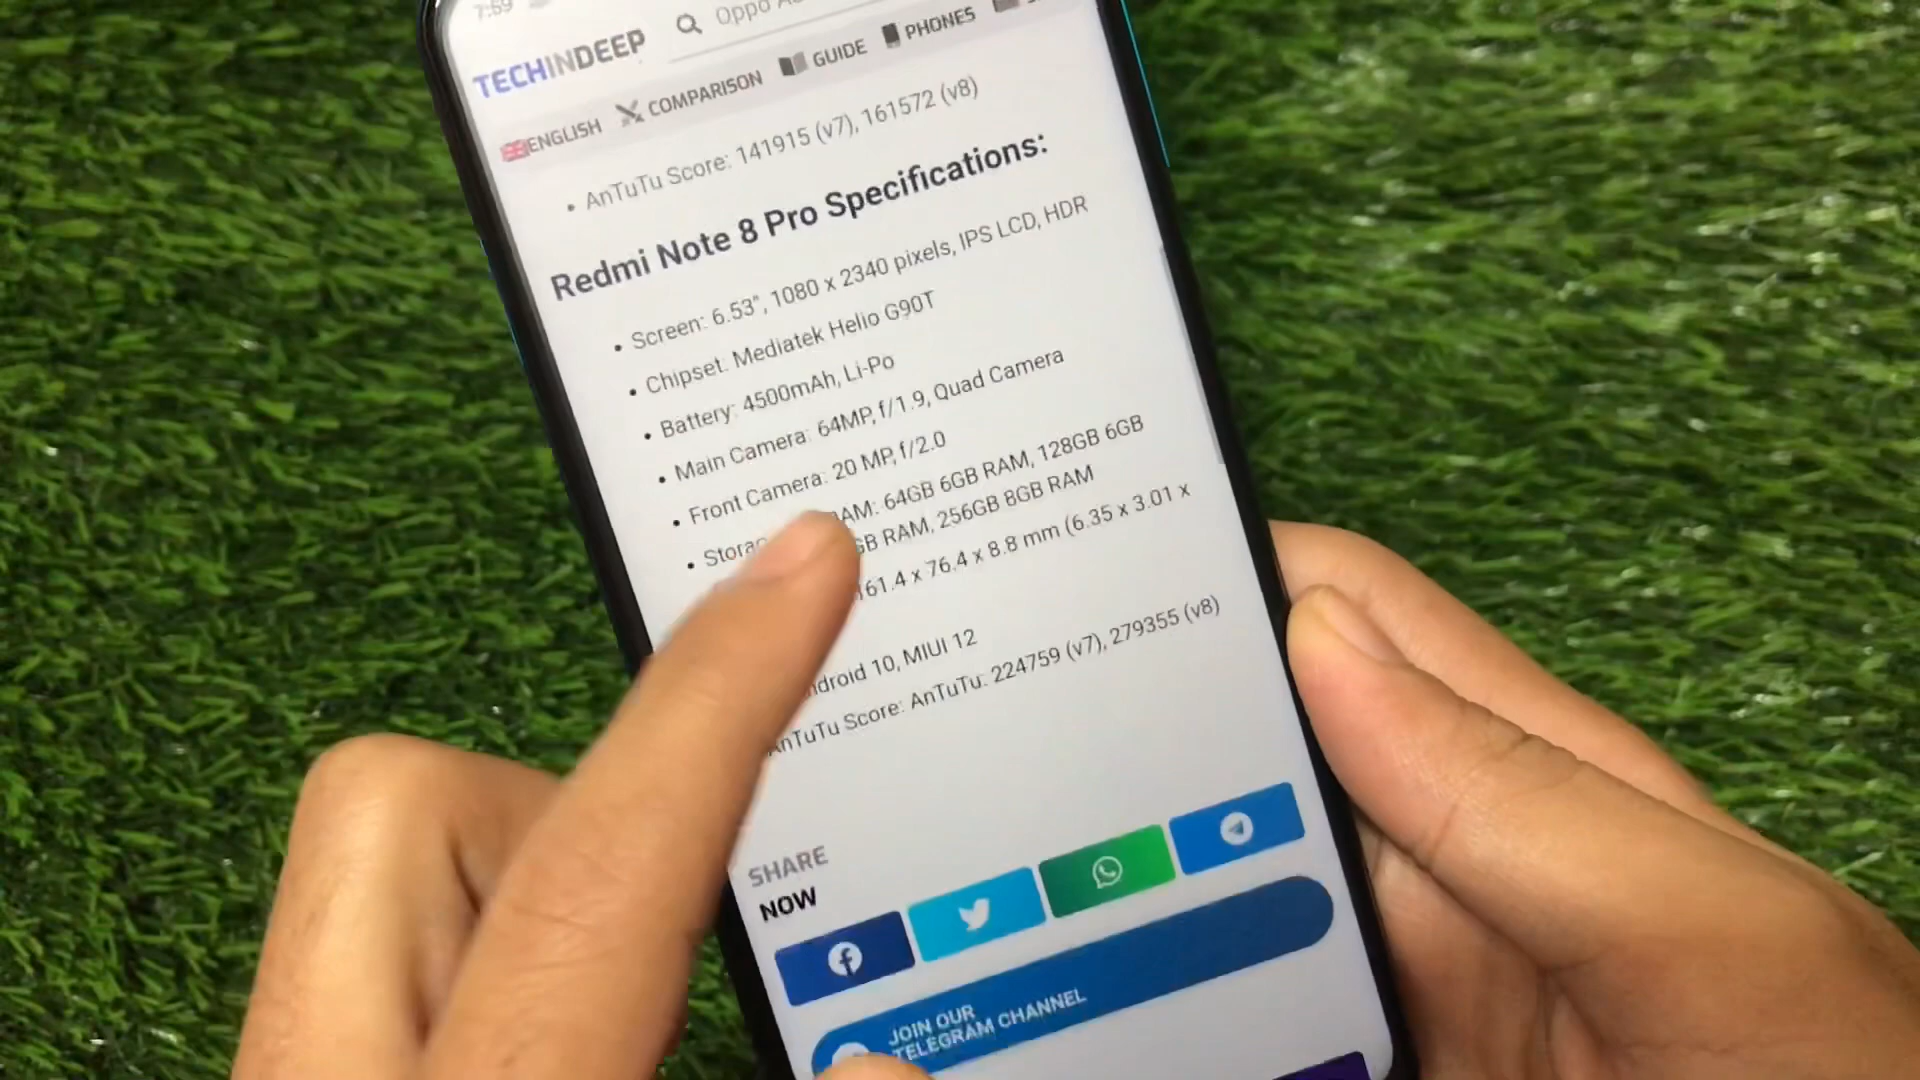 7:59
TECHINDEEP
Oppo
ENGLISH COMPARISON GUIDE PHONES
• AnTuTu Score: 141915 (v7), 161572 (v8)
Redmi Note 8 Pro Specifications:
• Screen: 6.53", 1080 x 2340 pixels, IPS LCD, HDR
• Chipset: Mediatek Helio G90T
• Battery: 4500mAh, Li-Po
• Main Camera: 64MP, f/1.9, Quad Camera
• Front Camera: 20 MP, f/2.0
• 64GB 6GB RAM, 128GB 6GB
RAM, 256GB 8GB RAM
161.4 x 76.4 x 8.8 mm (6.35 x 3.01 x
10, MIUI 12
AnTuTu Score: AnTuTu: 224759 (v7), 279355 (v8)
SHARE
NOW
JOIN OUR
TELEGRAM CHANNEL